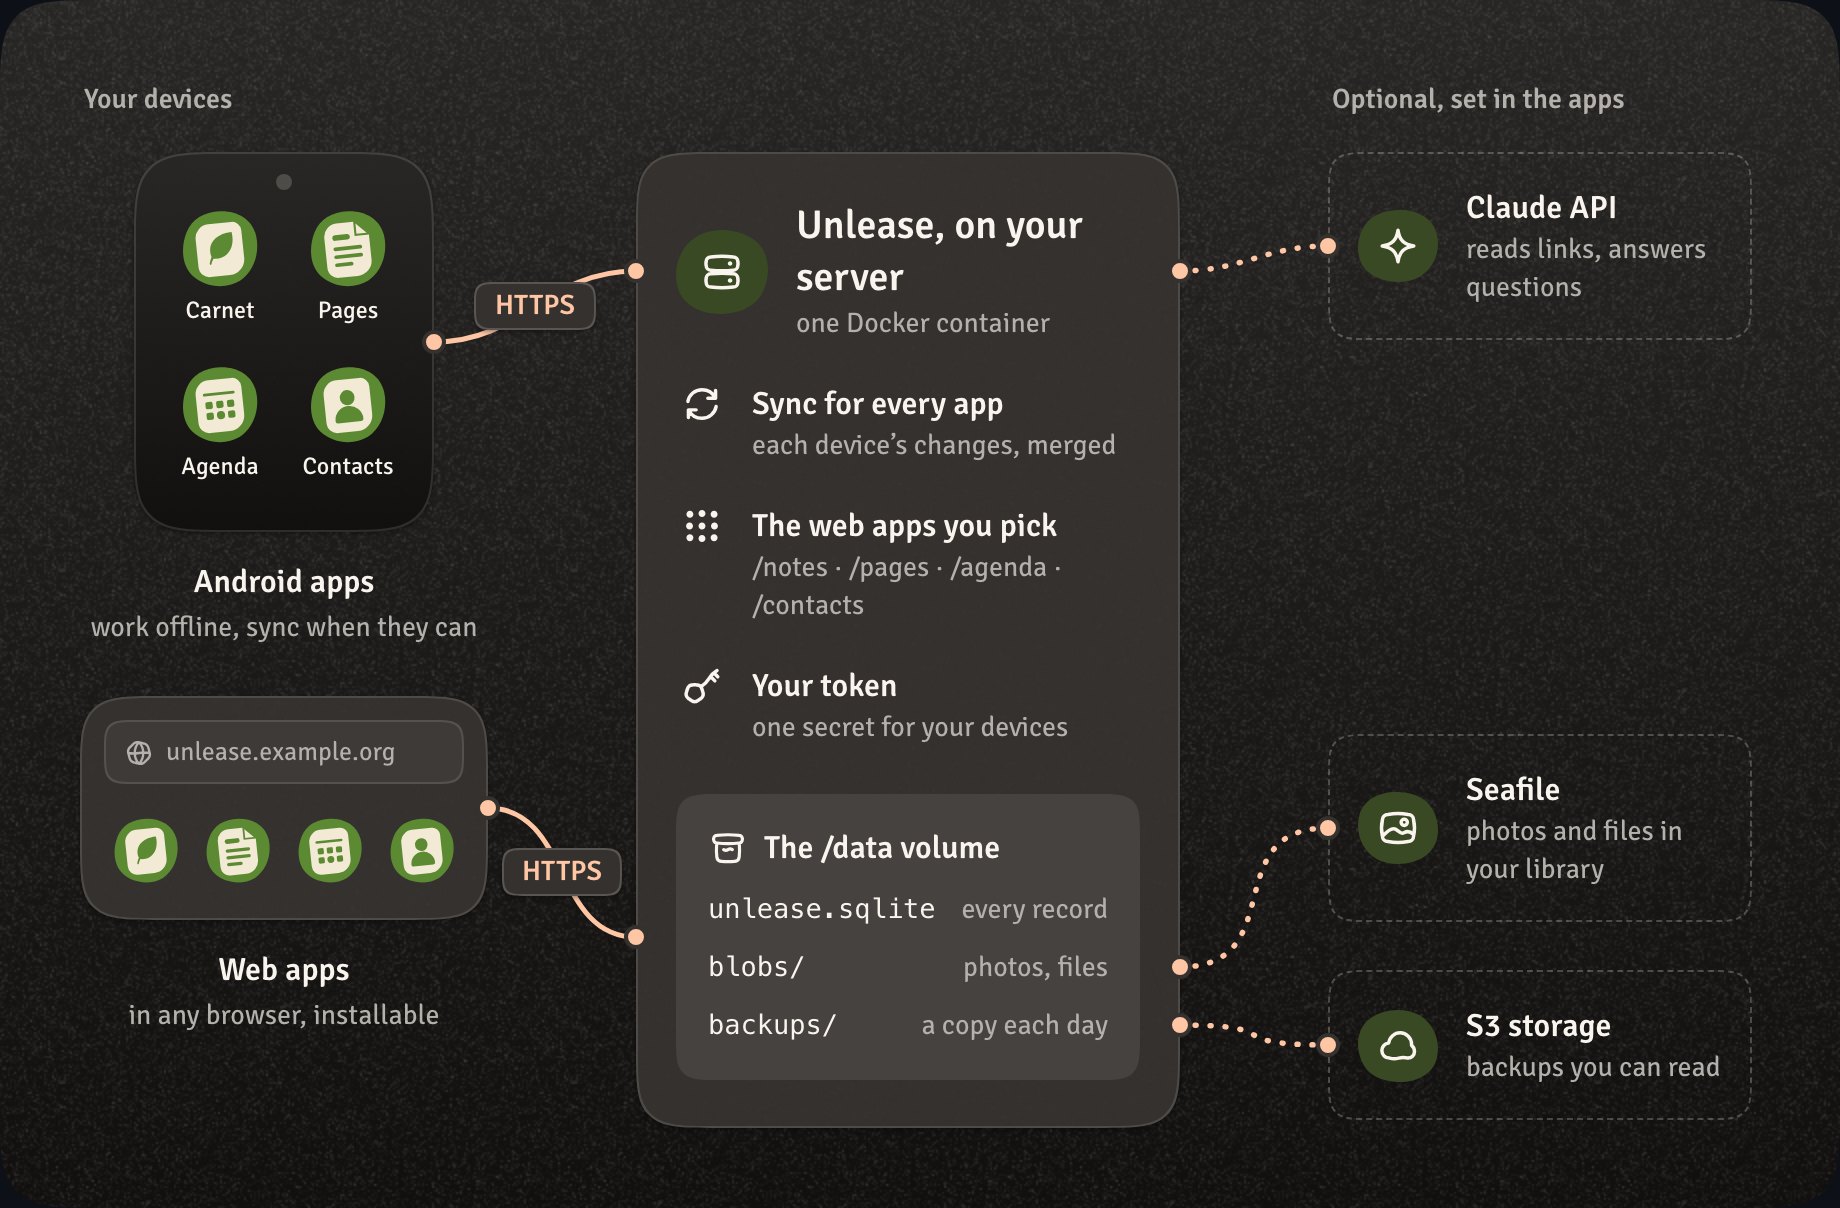 Your devices
Carnet
Pages
Agenda
Contacts
Android apps
work offline, sync when they can
unlease.example.org
Web apps
in any browser, installable
HTTPS
HTTPS
Unlease, on your
server
one Docker container
Sync for every app
each device’s changes, merged
The web apps you pick
/notes · /pages · /agenda ·
/contacts
Your token
one secret for your devices
The /data volume
unlease.sqlite every record
blobs/ photos, files
backups/ a copy each day
Optional, set in the apps
Claude API
reads links, answers
questions
Seafile
photos and files in
your library
S3 storage
backups you can read